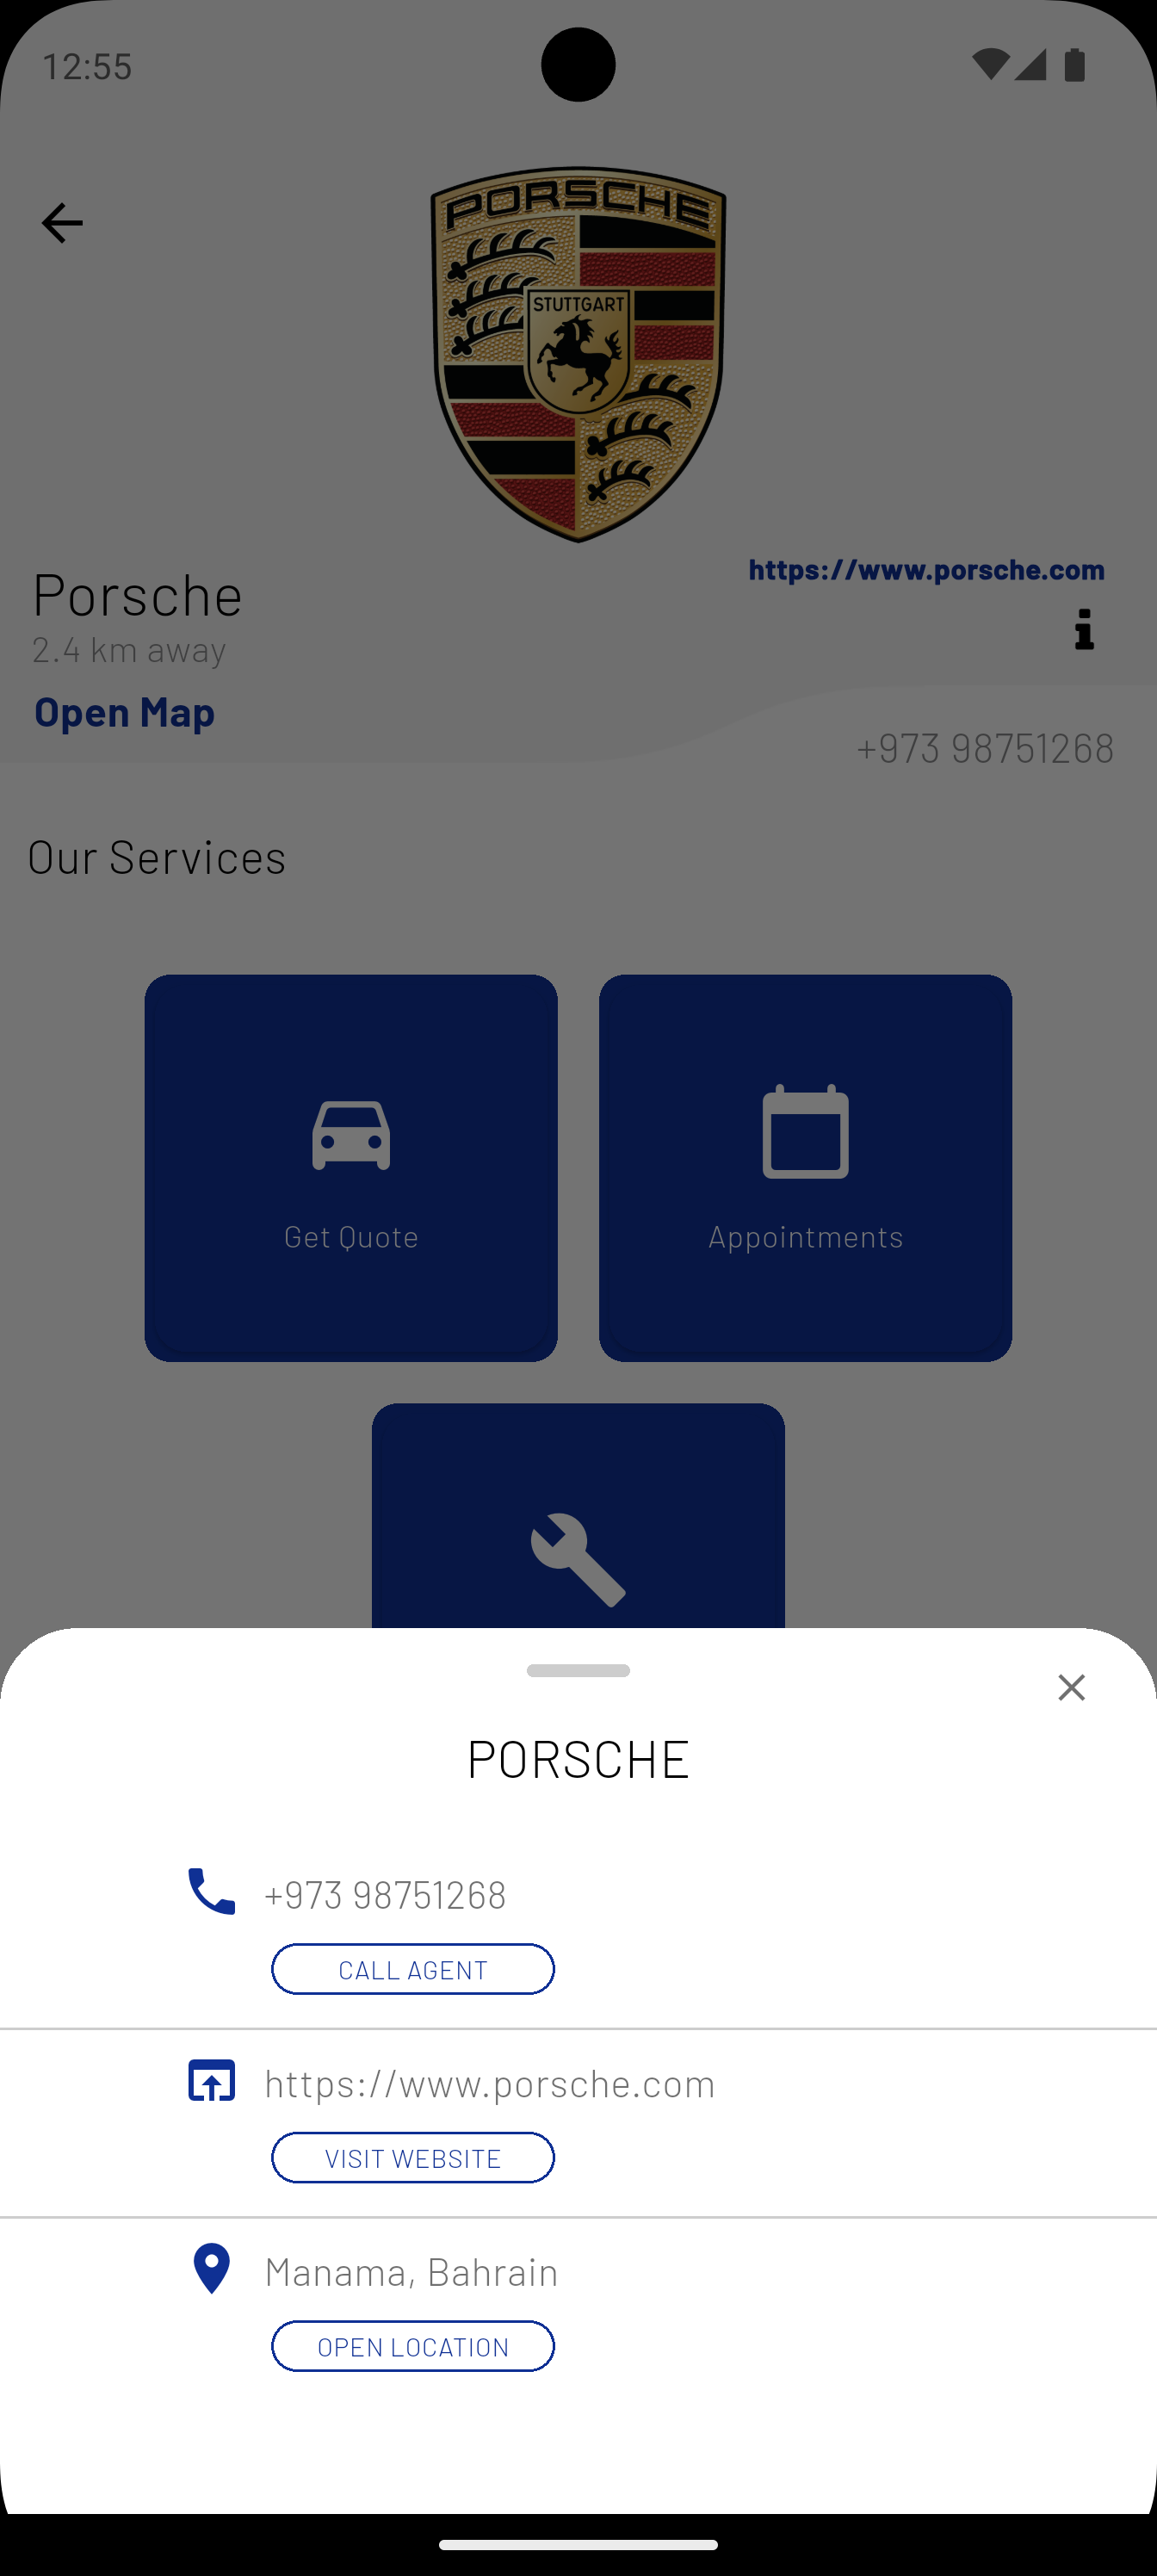 12:55
PORSCHE
STUTTGART
https://www.porsche.com
Porsche
2.4 km away
Open Map
+973 98751268
Our Services
Get Quote
Appointments
PORSCHE
+973 98751268
CALL AGENT
https://www.porsche.com
VISIT WEBSITE
Manama, Bahrain
OPEN LOCATION